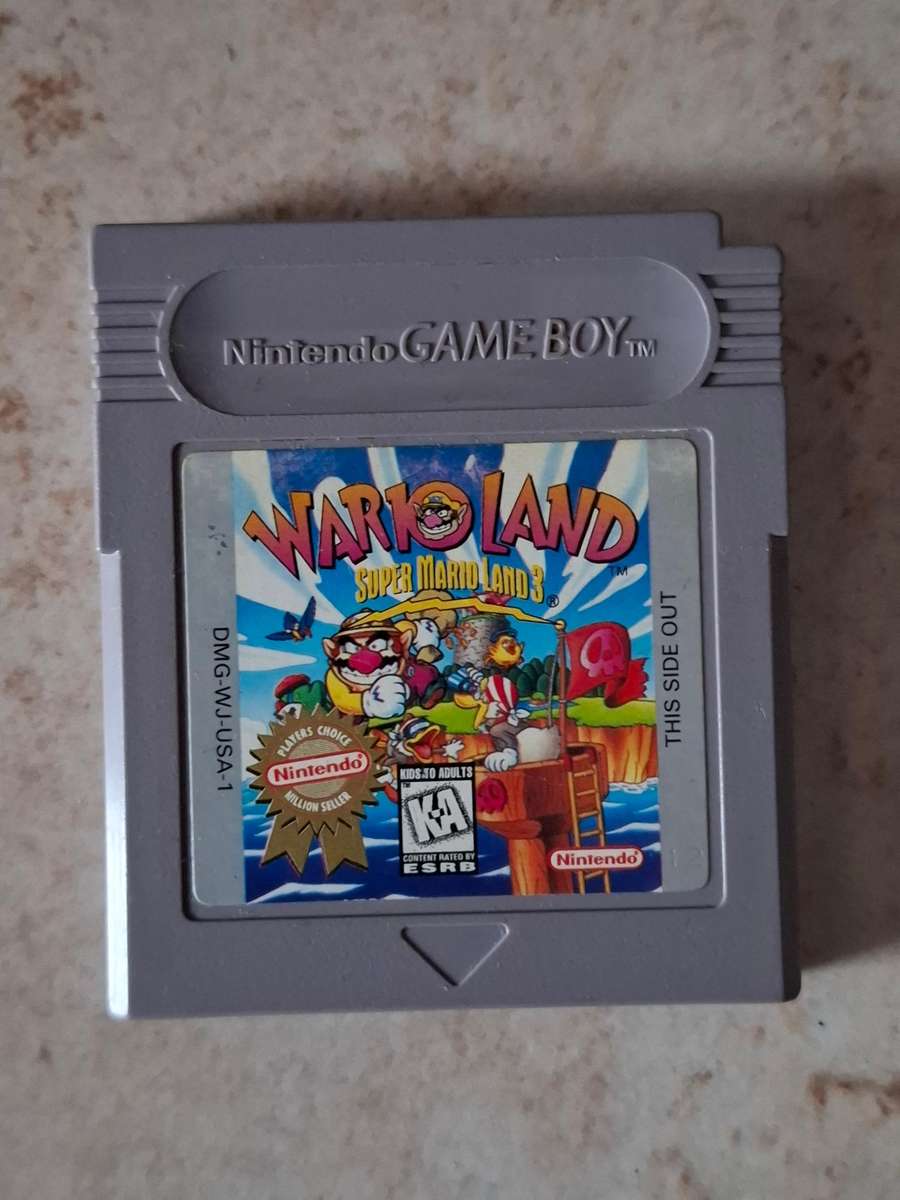 Nintendo GAME BOY TM
WARIO LAND
TM
SUPER MARIO LAND 3
®
DMG-WJ-USA-1
THIS SIDE OUT
PLAYERS CHOICE
Nintendo®
MILLION SELLER
KIDS TO ADULTS
TM
K-A
CONTENT RATED BY
ESRB
Nintendo®